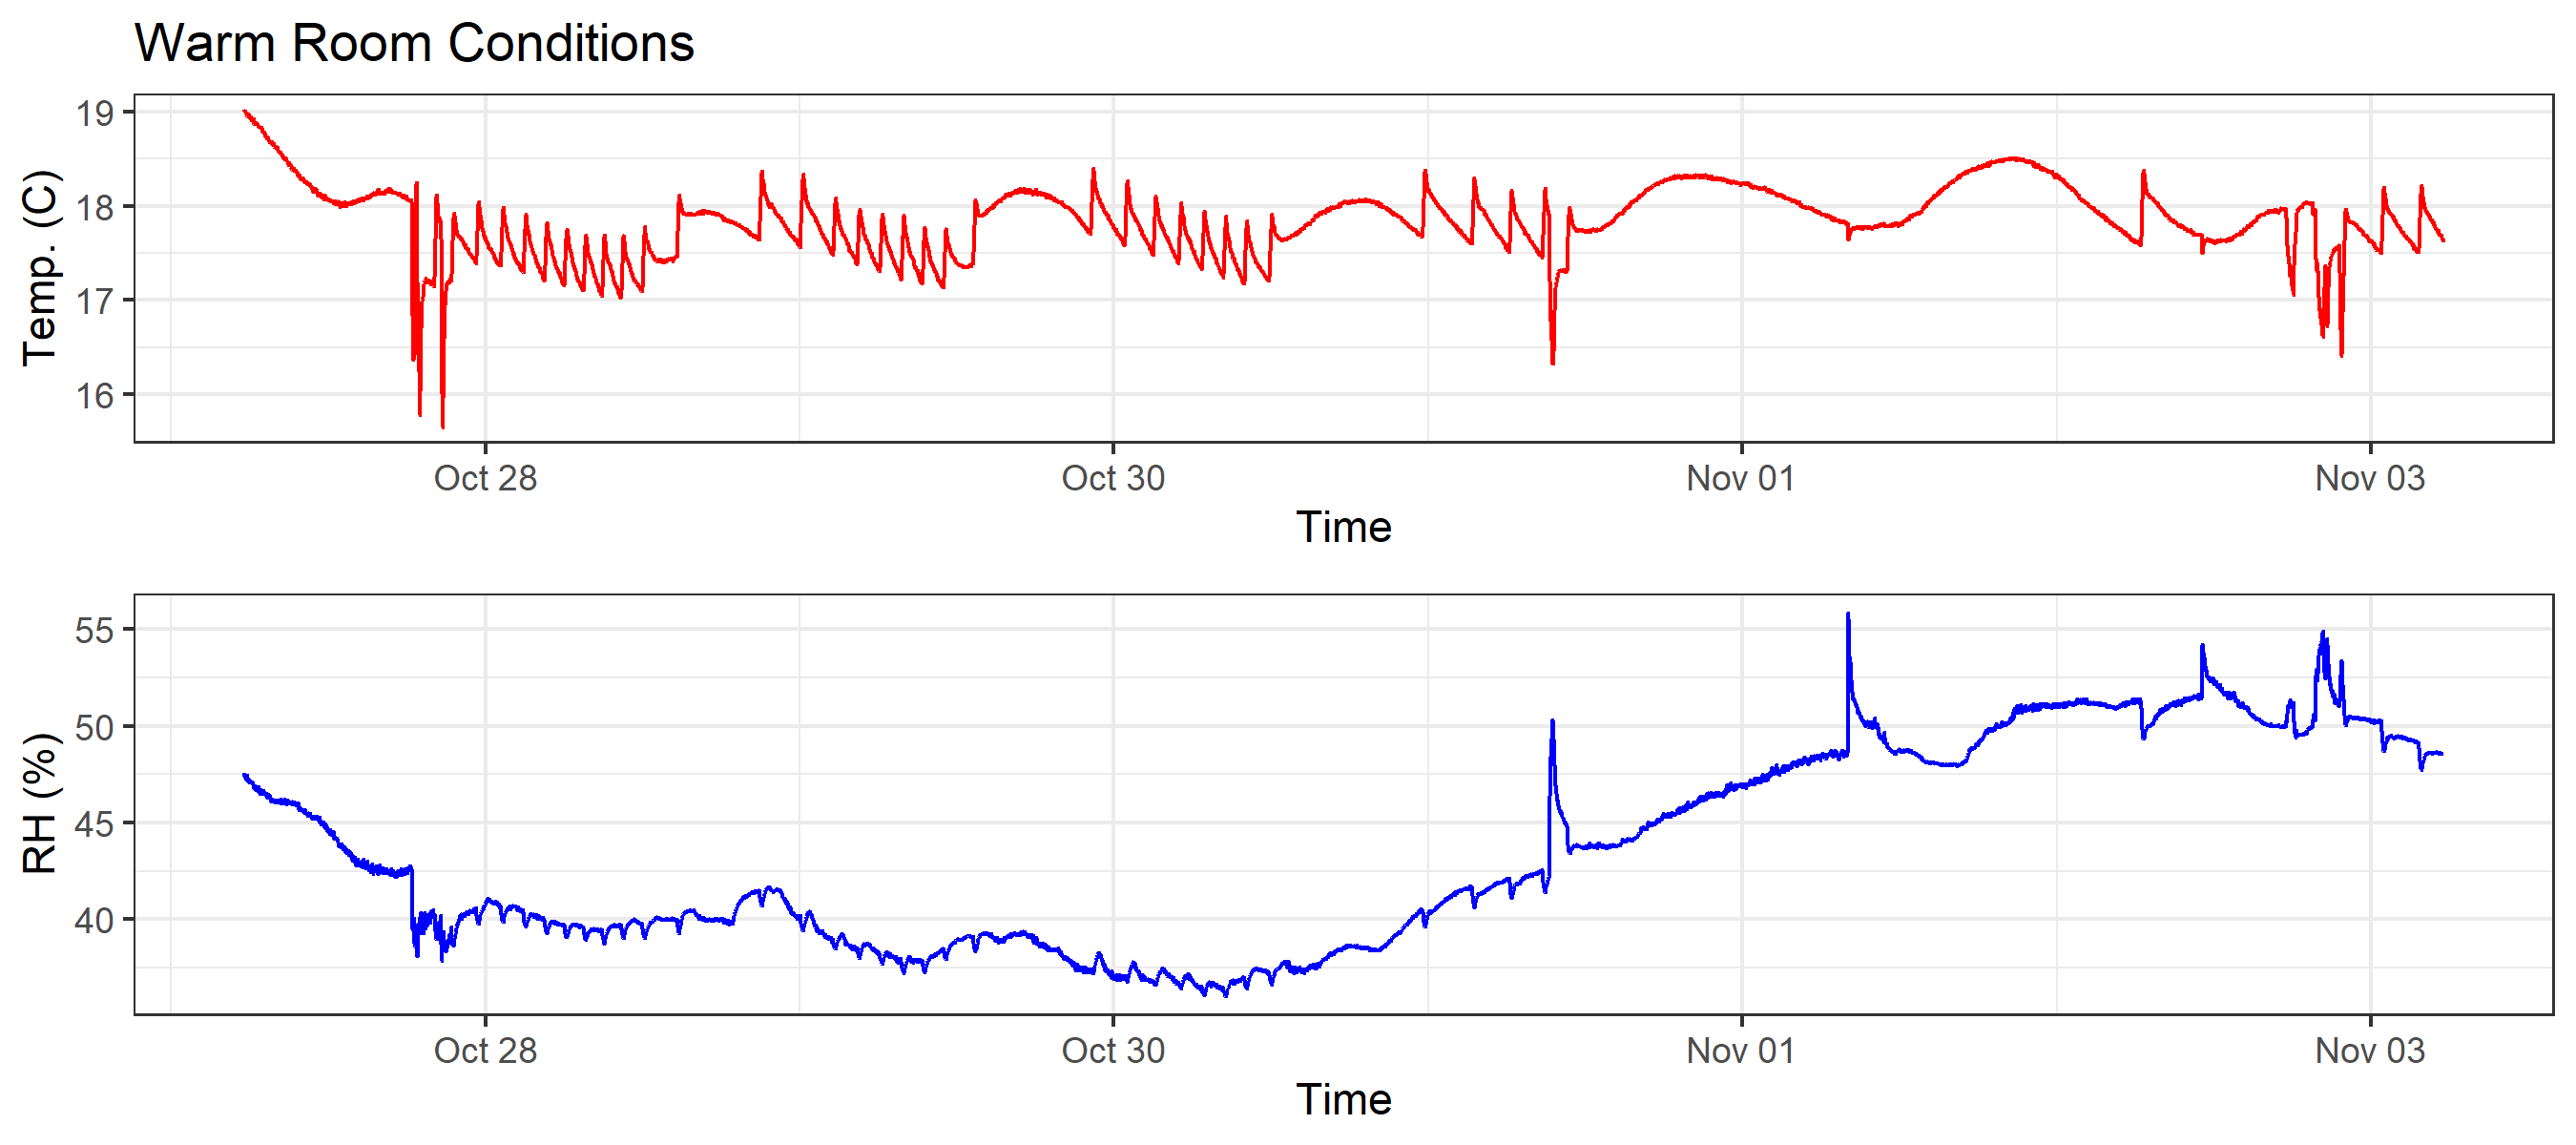 Warm Room Conditions
19
18
17
16
Temp. (C)
Oct 28 Oct 30 Nov 01 Nov 03
Time
55
50
45
40
RH (%)
Oct 28 Oct 30 Nov 01 Nov 03
Time